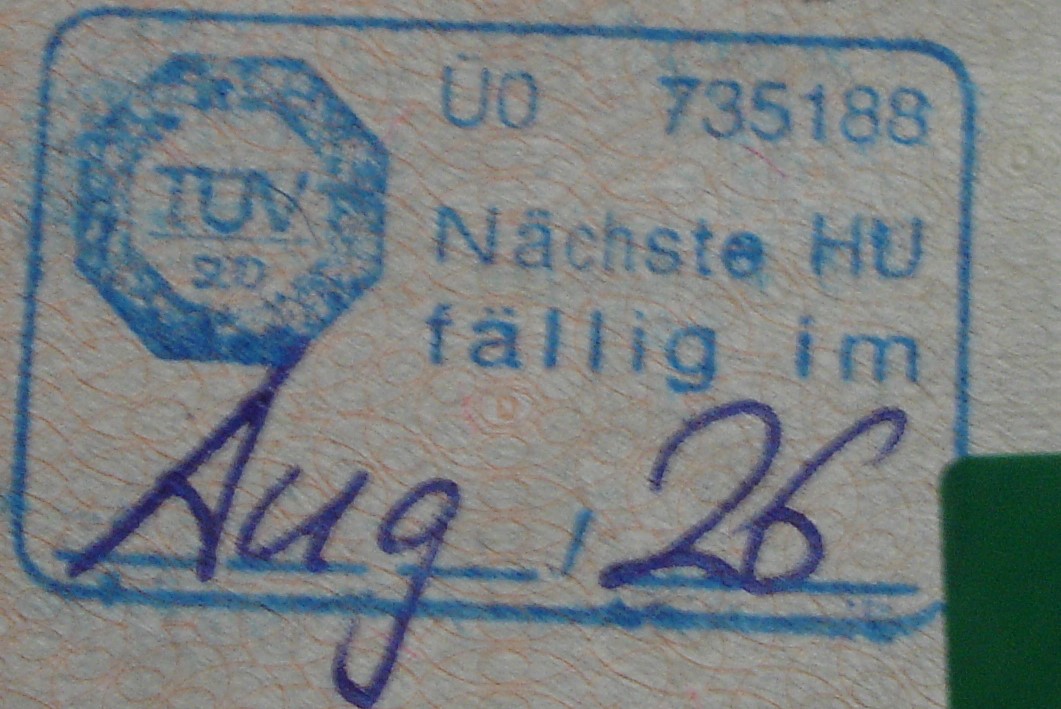 Ü0 735188
TÜV
20
Nächste HU
fällig im
Aug / 26